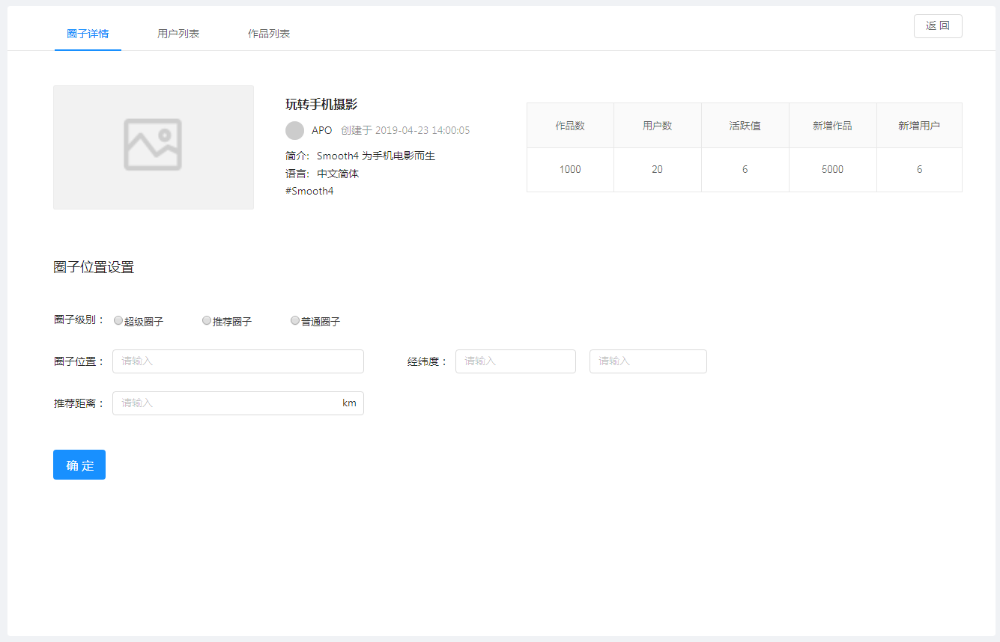 圈子详情 用户列表 作品列表 返 回
玩转手机摄影
APO 创建于 2019-04-23 14:00:05
简介: Smooth4 为手机电影而生
语言: 中文简体
#Smooth4
作品数 用户数 活跃值 新增作品 新增用户
1000 20 6 5000 6
圈子位置设置
圈子级别： 超级圈子 推荐圈子 普通圈子
圈子位置： 请输入 经纬度： 请输入 请输入
推荐距离： 请输入 km
确 定